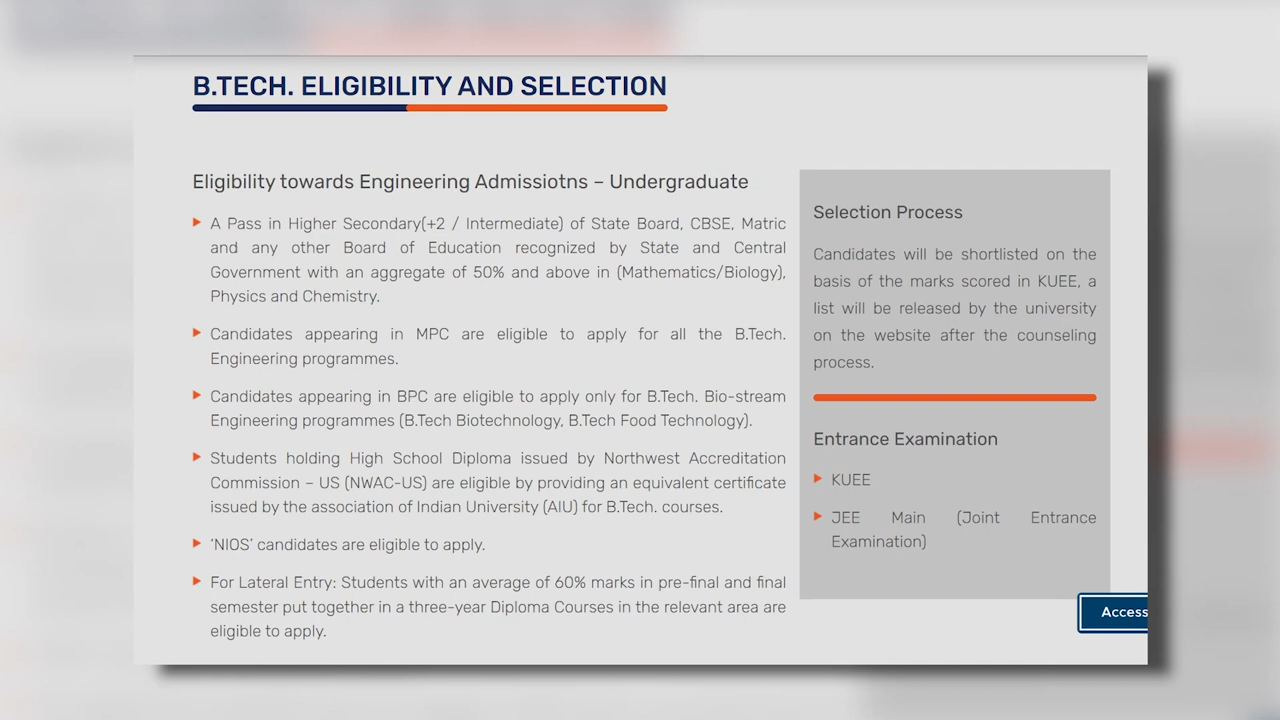 B.TECH. ELIGIBILITY AND SELECTION
Eligibility towards Engineering Admissiotns – Undergraduate
A Pass in Higher Secondary(+2 / Intermediate) of State Board, CBSE, Matric
and any other Board of Education recognized by State and Central
Government with an aggregate of 50% and above in (Mathematics/Biology),
Physics and Chemistry.
Candidates appearing in MPC are eligible to apply for all the B.Tech.
Engineering programmes.
Candidates appearing in BPC are eligible to apply only for B.Tech. Bio-stream
Engineering programmes (B.Tech Biotechnology, B.Tech Food Technology).
Students holding High School Diploma issued by Northwest Accreditation
Commission – US (NWAC-US) are eligible by providing an equivalent certificate
issued by the association of Indian University (AIU) for B.Tech. courses.
‘NIOS’ candidates are eligible to apply.
For Lateral Entry: Students with an average of 60% marks in pre-final and final
semester put together in a three-year Diploma Courses in the relevant area are
eligible to apply.
Selection Process
Candidates will be shortlisted on the
basis of the marks scored in KUEE, a
list will be released by the university
on the website after the counseling
process.
Entrance Examination
KUEE
JEE Main (Joint Entrance
Examination)
Access